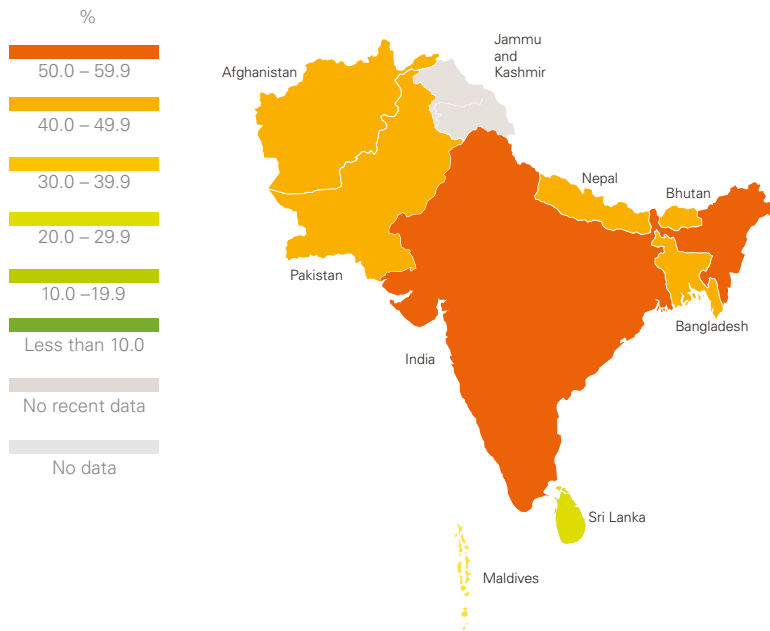 %
50.0 – 59.9
40.0 – 49.9
30.0 – 39.9
20.0 – 29.9
10.0 –19.9
Less than 10.0
No recent data
No data
Jammu
and
Kashmir
Afghanistan
Nepal
Bhutan
Pakistan
Bangladesh
India
Sri Lanka
Maldives